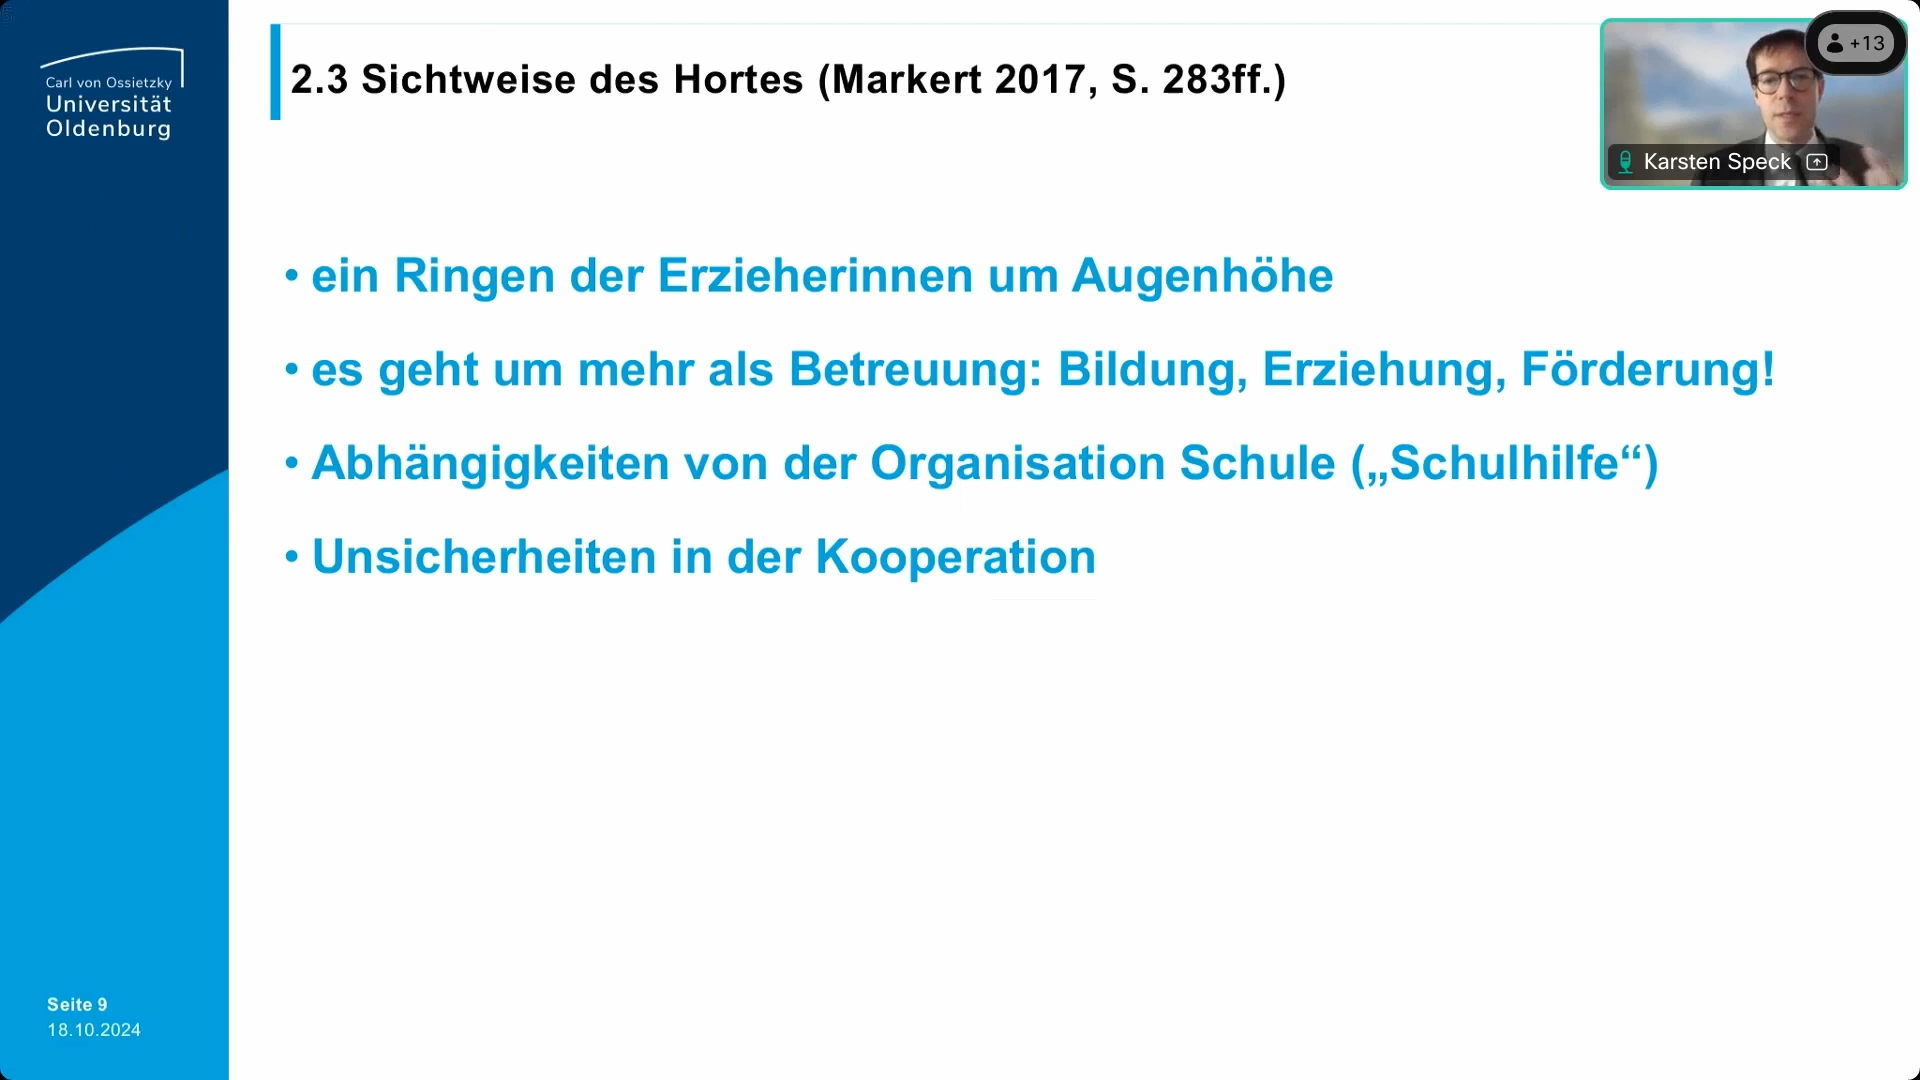 Carl von Ossietzky
Universität
Oldenburg
2.3 Sichtweise des Hortes (Markert 2017, S. 283ff.)
+13
Karsten Speck
• ein Ringen der Erzieherinnen um Augenhöhe
• es geht um mehr als Betreuung: Bildung, Erziehung, Förderung!
• Abhängigkeiten von der Organisation Schule („Schulhilfe“)
• Unsicherheiten in der Kooperation
Seite 9
18.10.2024